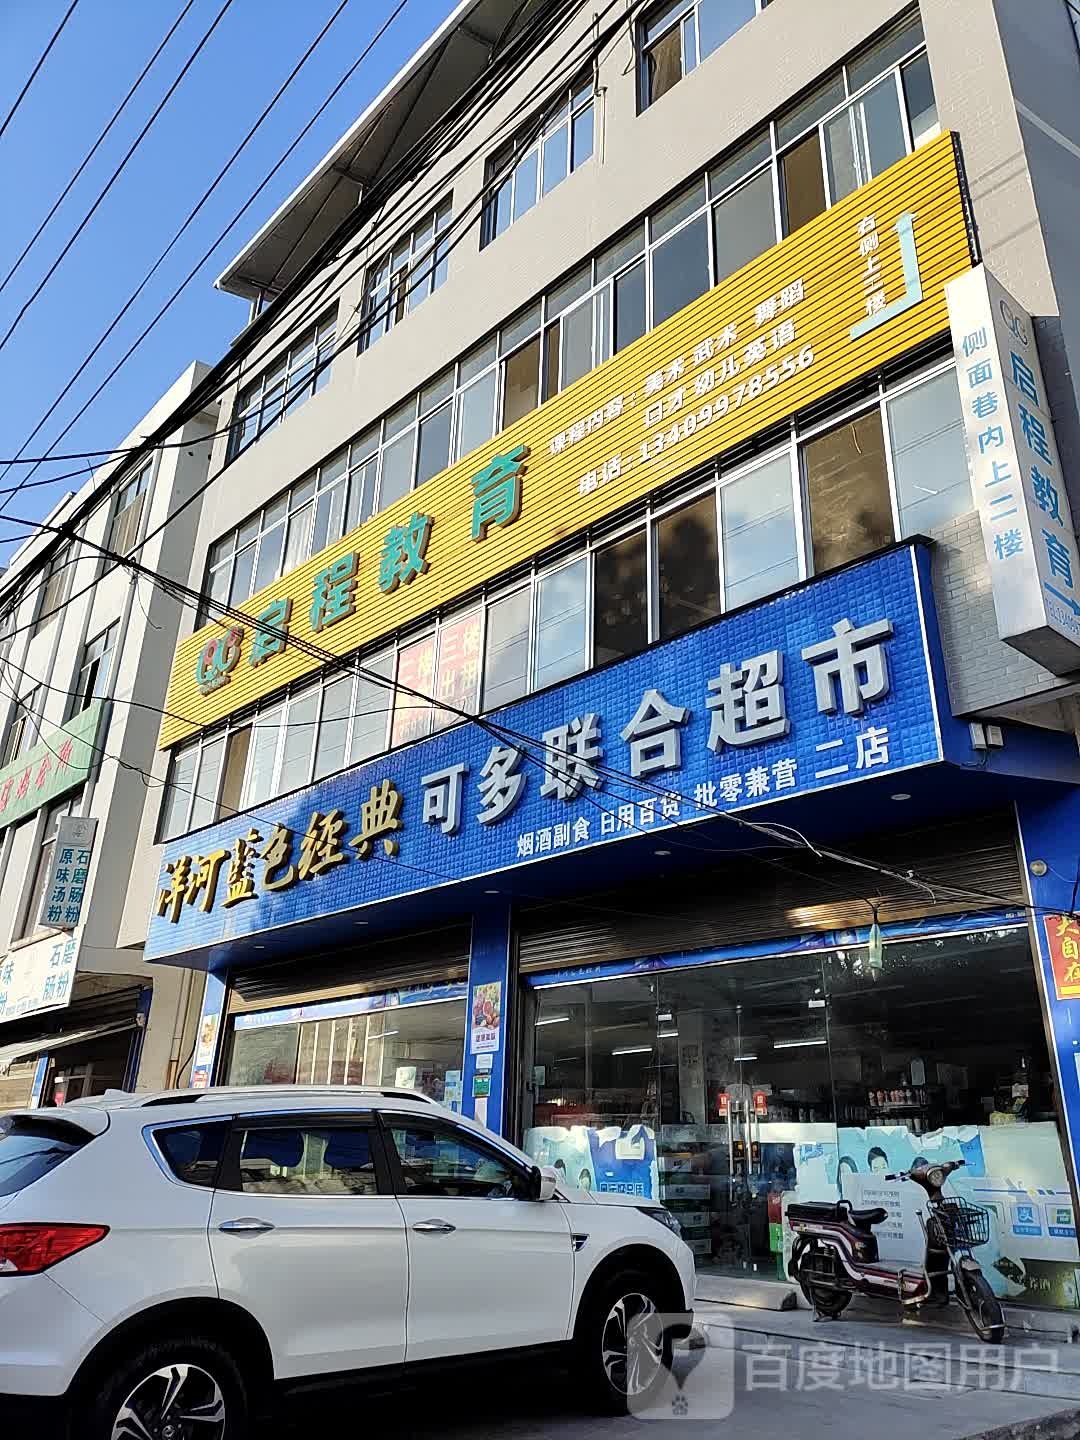 启程教育
课程内容：美术 武术 舞蹈
口才 幼儿英语
电话：13409978556
右侧上二楼
启程教育
侧面巷内上二楼
三楼出租
洋河蓝色经典
可多联合超市
烟酒副食 日用百货 批零兼营 二店
石磨肠粉
原味汤粉
石磨肠粉
百度地图用户